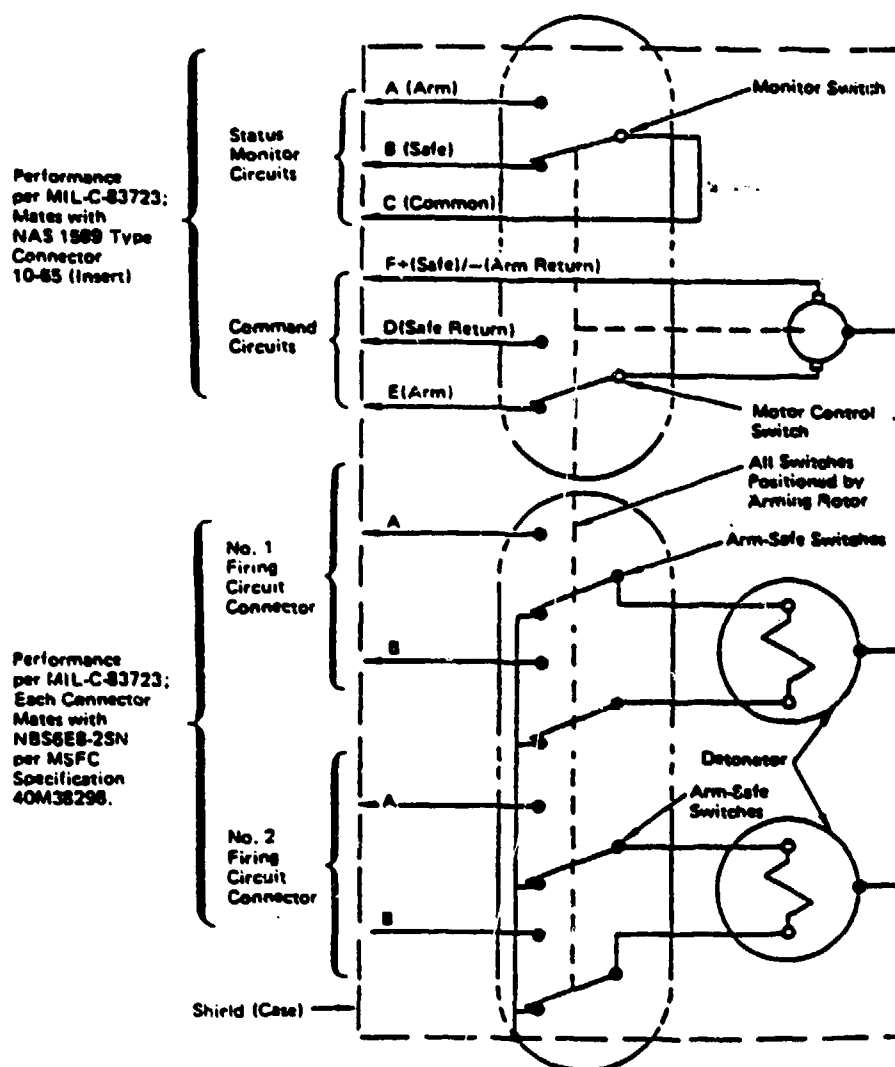 A (Arm)
Monitor Switch
Status
Monitor
Circuits
B (Safe)
C (Common)
Performance
per MIL-C-83723;
Mates with
NAS 1569 Type
Connector
10-65 (Insert)
F+(Safe)/−(Arm Return)
Command
Circuits
D(Safe Return)
E(Arm)
Motor Control
Switch
All Switches
Positioned by
Arming Rotor
No. 1
Firing
Circuit
Connector
A
Arm-Safe Switches
B
Performance
per MIL-C-83723;
Each Connector
Mates with
NBS6E8-2SN
per MSFC
Specification
40M38298.
Detonator
A
Arm-Safe
Switches
No. 2
Firing
Circuit
Connector
B
Shield (Case)